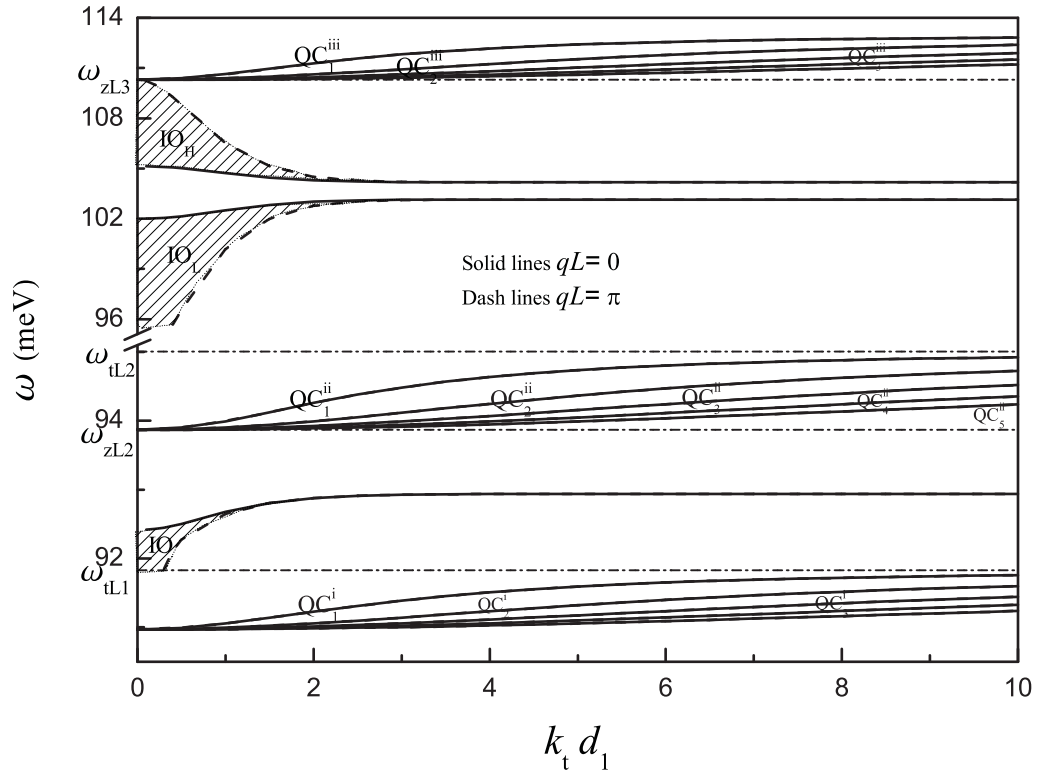 114
ω_zL3
108
102
96
ω_tL2
94
ω_zL2
92
ω_tL1
ω (meV)
QC_1^iii
QC_2^iii
QC_3^iii
IO_H
IO_L
Solid lines qL= 0
Dash lines qL= π
QC_1^ii
QC_2^ii
QC_3^ii
QC_4^ii
QC_5^ii
IO
QC_1^i
QC_2^i
QC_3^i
0 2 4 6 8 10
k_t d_1